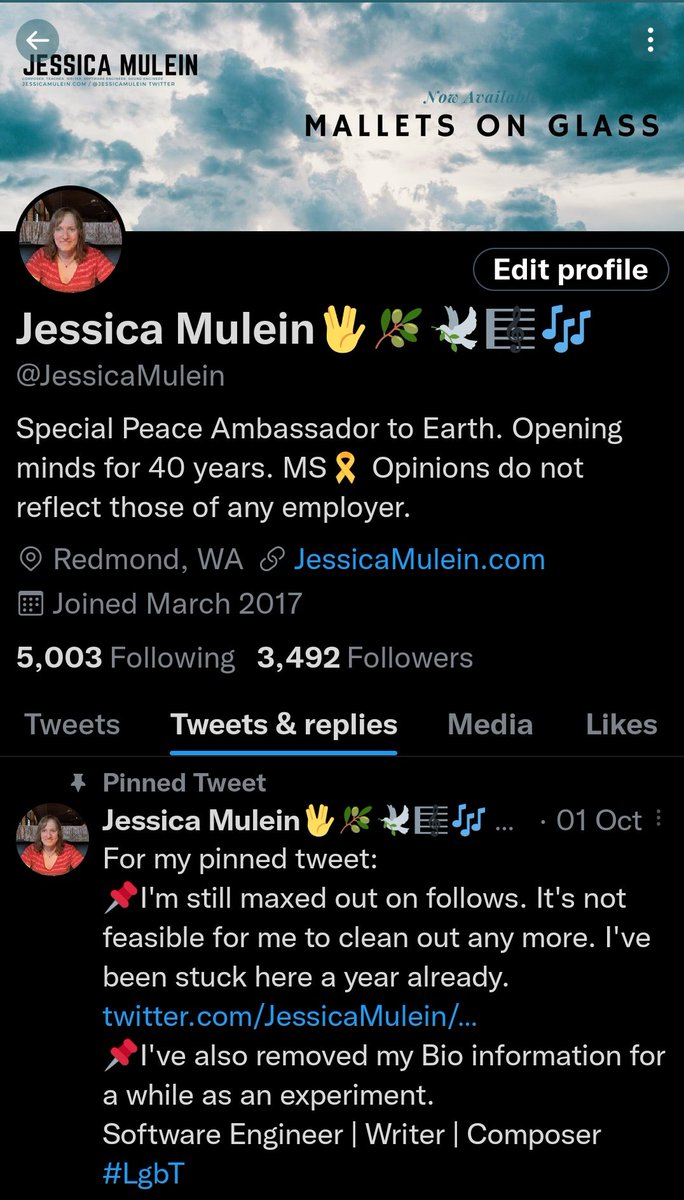 JESSICA MULEIN
COMPOSER, TEACHER, WRITER, SOFTWARE ENGINEER, SOUND ENGINEER
JESSICAMULEIN.COM / @JESSICAMULEIN TWITTER
Now Available
MALLETS ON GLASS
Edit profile
Jessica Mulein🖖🫒 🕊️🎼🎶
@JessicaMulein
Special Peace Ambassador to Earth. Opening
minds for 40 years. MS🎗️ Opinions do not
reflect those of any employer.
Redmond, WA JessicaMulein.com
Joined March 2017
5,003 Following 3,492 Followers
Tweets Tweets & replies Media Likes
Pinned Tweet
Jessica Mulein🖖🫒 🕊️🎼🎶 ... · 01 Oct
For my pinned tweet:
📌I'm still maxed out on follows. It's not
feasible for me to clean out any more. I've
been stuck here a year already.
twitter.com/JessicaMulein/...
📌I've also removed my Bio information for
a while as an experiment.
Software Engineer | Writer | Composer
#LgbT